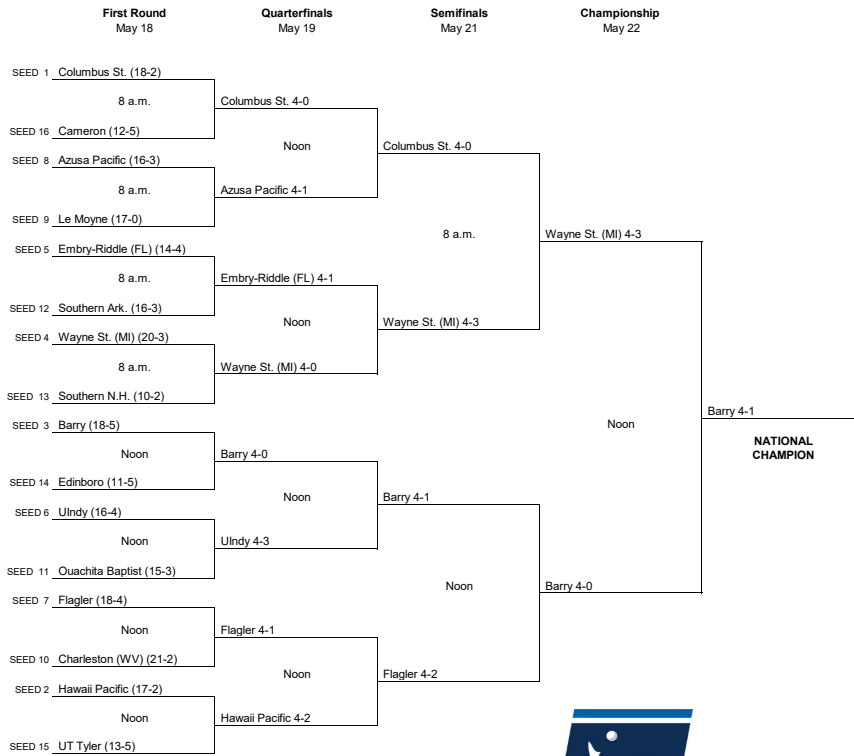 First Round
May 18
Quarterfinals
May 19
Semifinals
May 21
Championship
May 22
SEED 1 Columbus St. (18-2)
8 a.m.
SEED 16 Cameron (12-5)
Columbus St. 4-0
SEED 8 Azusa Pacific (16-3)
8 a.m.
SEED 9 Le Moyne (17-0)
Azusa Pacific 4-1
Noon
Columbus St. 4-0
SEED 5 Embry-Riddle (FL) (14-4)
8 a.m.
SEED 12 Southern Ark. (16-3)
Embry-Riddle (FL) 4-1
SEED 4 Wayne St. (MI) (20-3)
8 a.m.
SEED 13 Southern N.H. (10-2)
Wayne St. (MI) 4-0
Noon
Wayne St. (MI) 4-3
8 a.m.
Wayne St. (MI) 4-3
SEED 3 Barry (18-5)
Noon
SEED 14 Edinboro (11-5)
Barry 4-0
SEED 6 UIndy (16-4)
Noon
SEED 11 Ouachita Baptist (15-3)
UIndy 4-3
Noon
Barry 4-1
SEED 7 Flagler (18-4)
Noon
SEED 10 Charleston (WV) (21-2)
Flagler 4-1
SEED 2 Hawaii Pacific (17-2)
Noon
SEED 15 UT Tyler (13-5)
Hawaii Pacific 4-2
Noon
Flagler 4-2
Noon
Barry 4-0
Noon
Barry 4-1
NATIONAL
CHAMPION